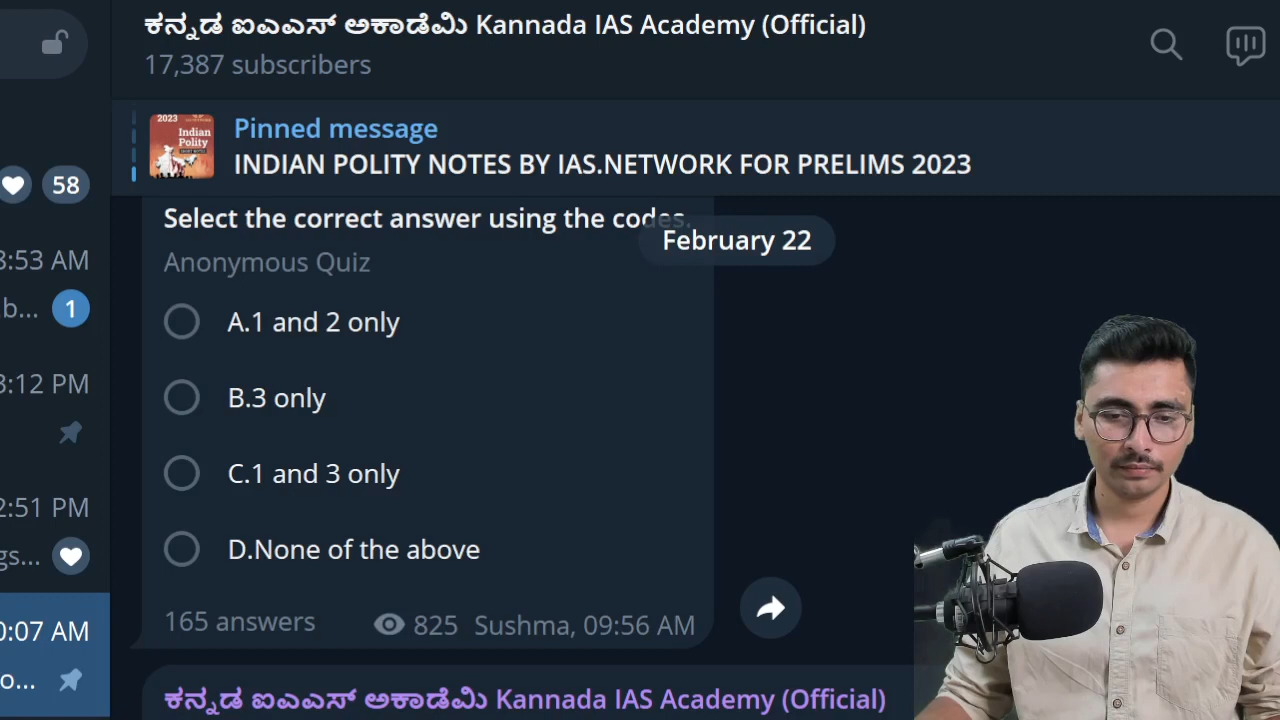 ಕನ್ನಡ ಐಎಎಸ್ ಅಕಾಡೆಮಿ Kannada IAS Academy (Official)
17,387 subscribers
Pinned message
INDIAN POLITY NOTES BY IAS.NETWORK FOR PRELIMS 2023
2023
Indian
Polity
58
Select the correct answer using the codes.
February 22
Anonymous Quiz
8:53 AM
b...
1
A.1 and 2 only
3:12 PM
B.3 only
C.1 and 3 only
2:51 PM
gs...
D.None of the above
165 answers
825
Sushma, 09:56 AM
0:07 AM
o...
ಕನ್ನಡ ಐಎಎಸ್ ಅಕಾಡೆಮಿ Kannada IAS Academy (Official)